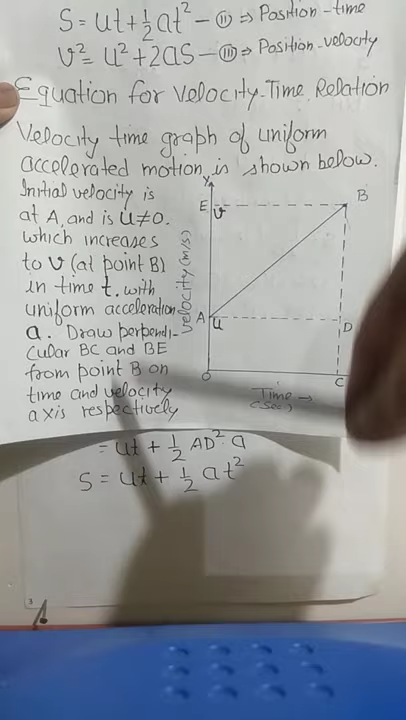 S = ut + 1/2 at² – (ii) ⇒ Position-time
v² = u² + 2as – (iii) ⇒ Position-velocity
Equation for Velocity-Time Relation
Velocity time graph of uniform
accelerated motion is shown below.
Initial velocity is
at A, and is u≠0.
which increases
to v (at point B)
in time t. with
uniform acceleration
a. Draw perpendi-
cular BC and BE
from point B on
time and velocity
axis respectively
Y
E v B
velocity (m/s)
A u D
O C
Time →
(Sec)
= ut + 1/2 AD². a
S = ut + 1/2 at²
3